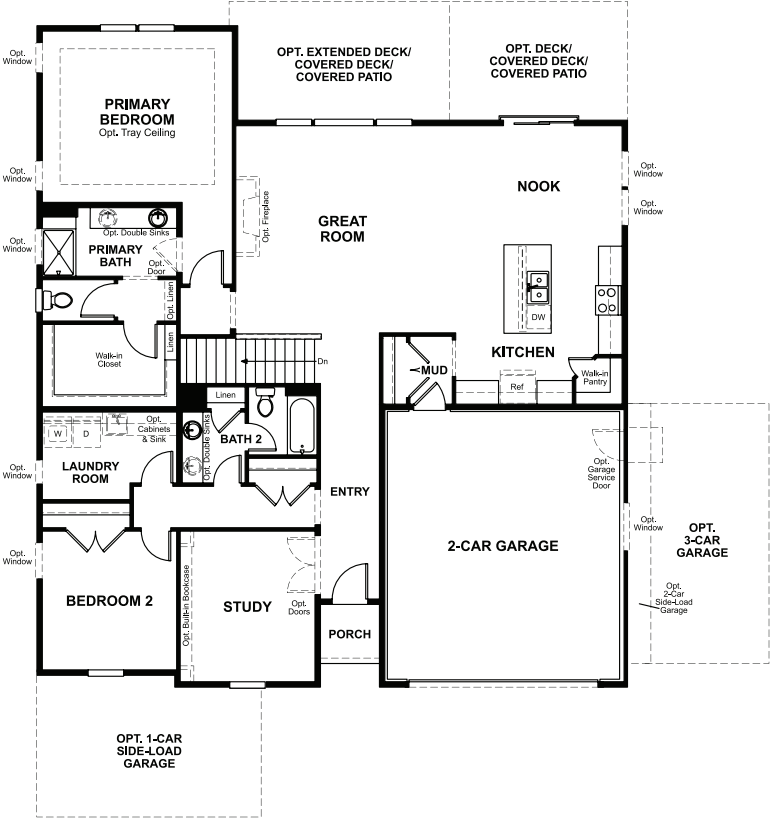 OPT. EXTENDED DECK/
COVERED DECK/
COVERED PATIO
OPT. DECK/
COVERED DECK/
COVERED PATIO
Opt.
Window
PRIMARY
BEDROOM
Opt. Tray Ceiling
Opt.
Window
Opt.
Window
Opt.
Window
NOOK
Opt. Fireplace
GREAT
ROOM
Opt. Double Sinks
PRIMARY
BATH
Opt.
Door
Opt.
Window
Opt. Linen
DW
KITCHEN
Linen
Walk-in
Closet
Dn
MUD
Ref
Walk-in
Pantry
Linen
W
D
Opt.
Cabinets
& Sink
Opt. Double Sinks
BATH 2
LAUNDRY
ROOM
Opt.
Window
ENTRY
Opt.
Garage
Service
Door
Opt.
Window
OPT.
3-CAR
GARAGE
2-CAR GARAGE
Opt.
Window
BEDROOM 2
Opt. Built-in Bookcase
STUDY
Opt.
Doors
PORCH
Opt.
2-Car
Side-Load
Garage
OPT. 1-CAR
SIDE-LOAD
GARAGE